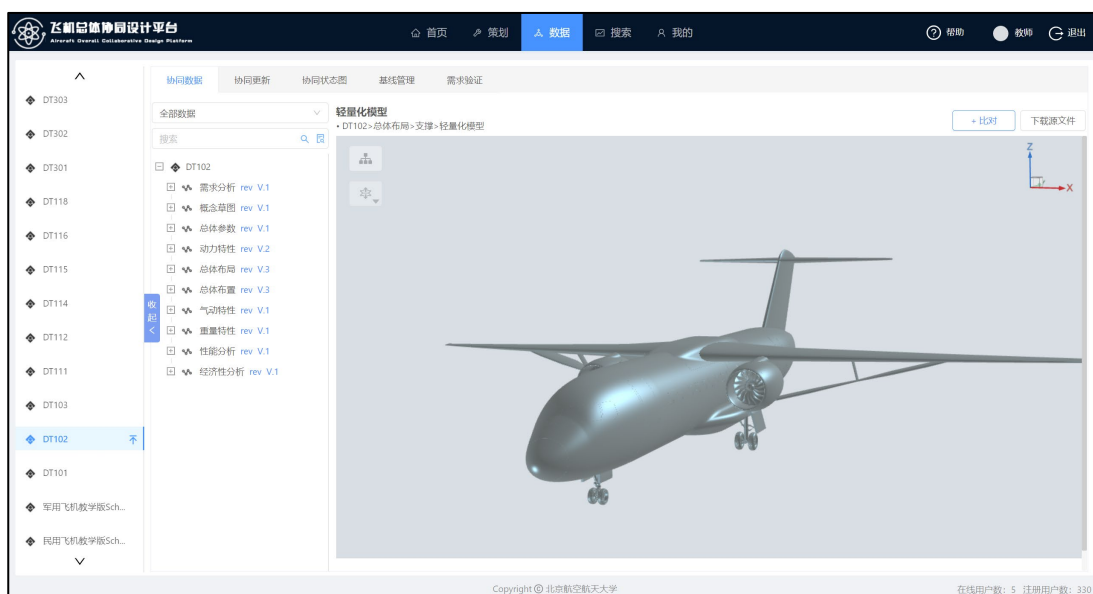 飞机总体协同设计平台
Aircraft Overall Collaborative Design Platform
首页 策划 数据 搜索 我的
帮助 教师 退出
DT303
DT302
DT301
DT118
DT116
DT115
DT114
DT112
DT111
DT103
DT102
DT101
军用飞机教学版Sch...
民用飞机教学版Sch...
收起
<
协同数据 协同更新 协同状态图 基线管理 需求验证
全部数据
搜索
DT102
需求分析 rev V.1
概念草图 rev V.1
总体参数 rev V.1
动力特性 rev V.2
总体布局 rev V.3
总体布置 rev V.3
气动特性 rev V.1
重量特性 rev V.1
性能分析 rev V.1
经济性分析 rev V.1
轻量化模型
• DT102>总体布局>支撑>轻量化模型
+ 比对 下载源文件
Z
X
Copyright © 北京航空航天大学
在线用户数: 5 注册用户数: 330